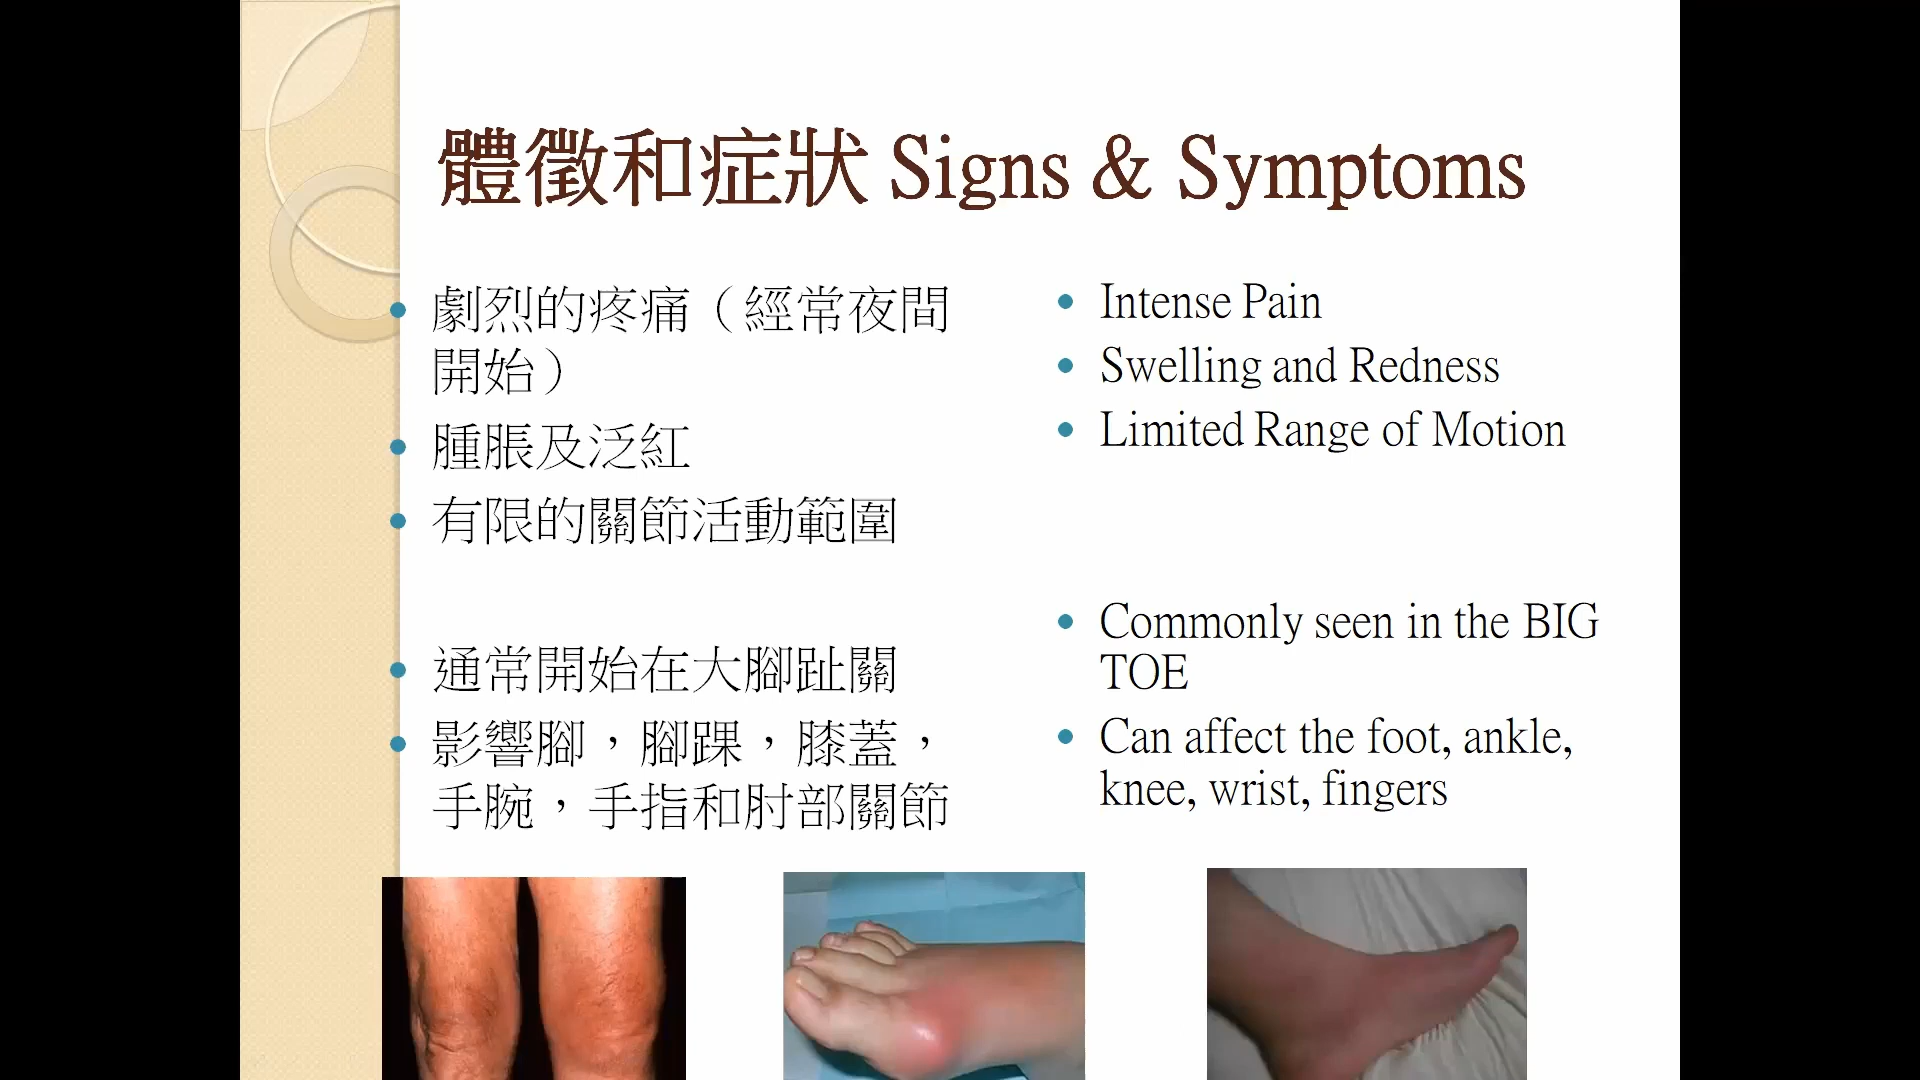 體徵和症狀 Signs & Symptoms
劇烈的疼痛（經常夜間
開始）
腫脹及泛紅
有限的關節活動範圍
通常開始在大腳趾關
影響腳，腳踝，膝蓋，
手腕，手指和肘部關節
Intense Pain
Swelling and Redness
Limited Range of Motion
Commonly seen in the BIG
TOE
Can affect the foot, ankle,
knee, wrist, fingers